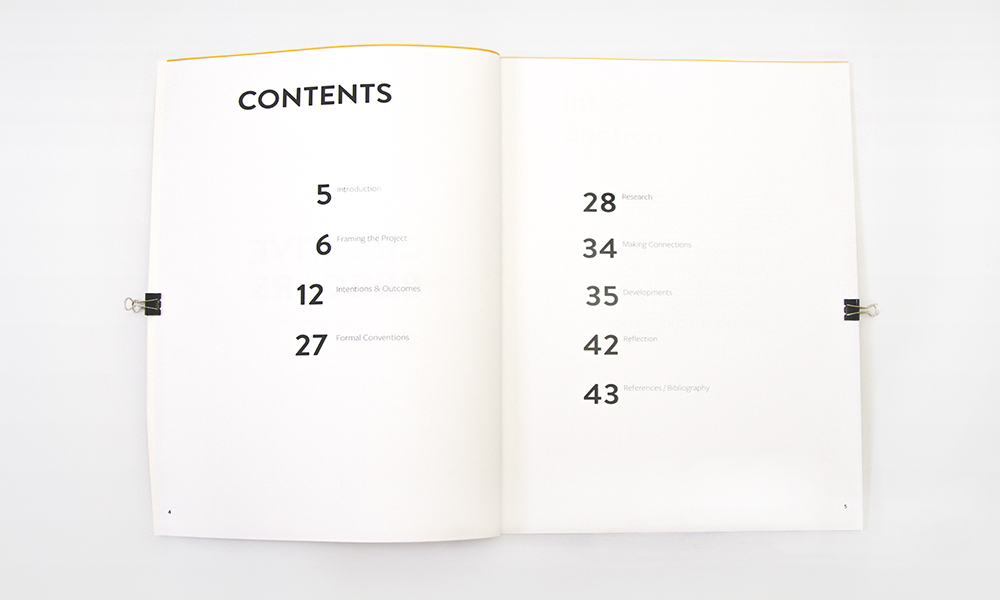 CONTENTS
5 Introduction
6 Framing the Project
12 Intentions & Outcomes
27 Formal Conventions
4
28 Research
34 Making Connections
35 Developments
42 Reflection
43 References / Bibliography
5